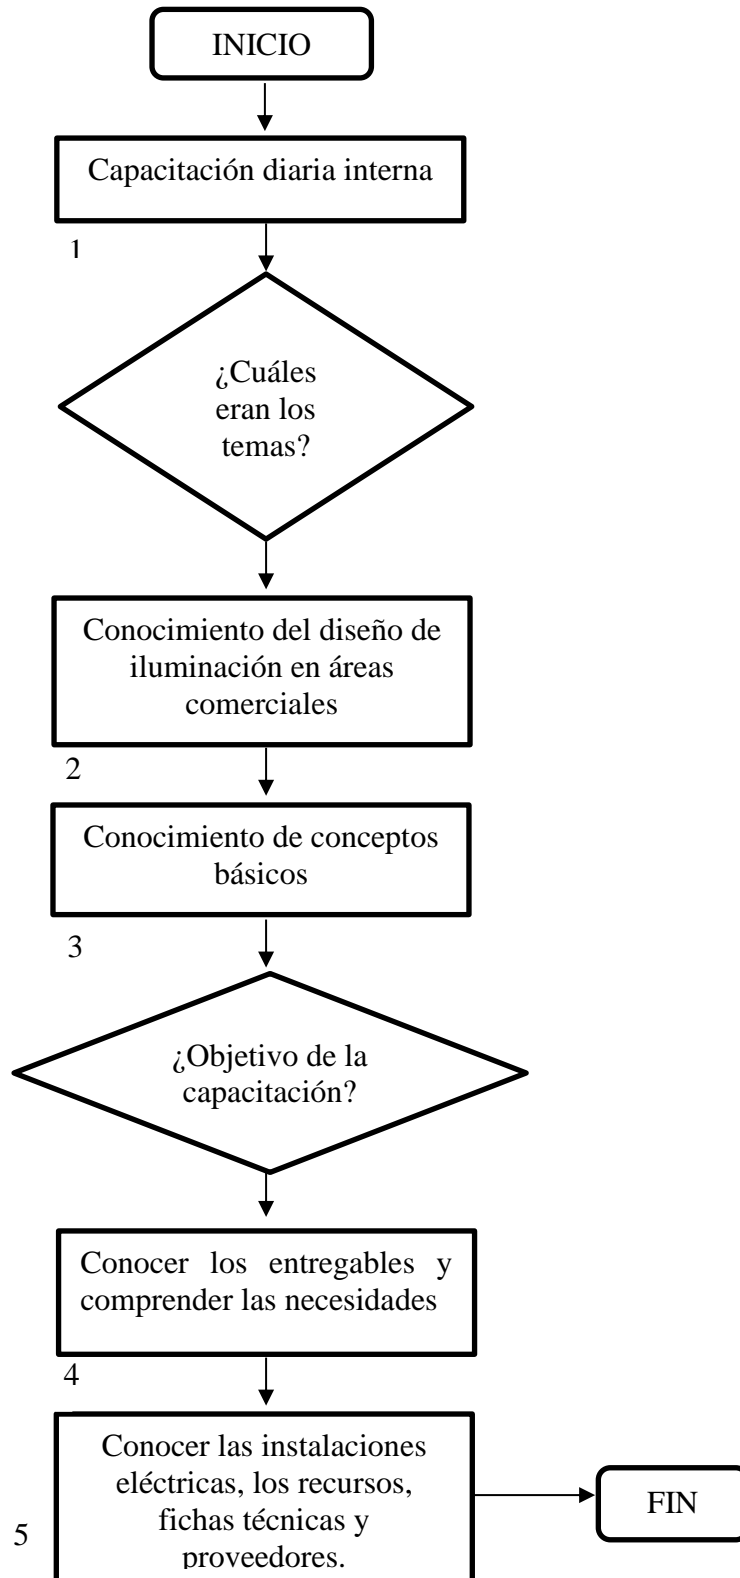 INICIO
Capacitación diaria interna
1
¿Cuáles
eran los
temas?
Conocimiento del diseño de
iluminación en áreas
comerciales
2
Conocimiento de conceptos
básicos
3
¿Objetivo de la
capacitación?
Conocer los entregables y
comprender las necesidades
4
Conocer las instalaciones
eléctricas, los recursos,
fichas técnicas y
proveedores.
5
FIN